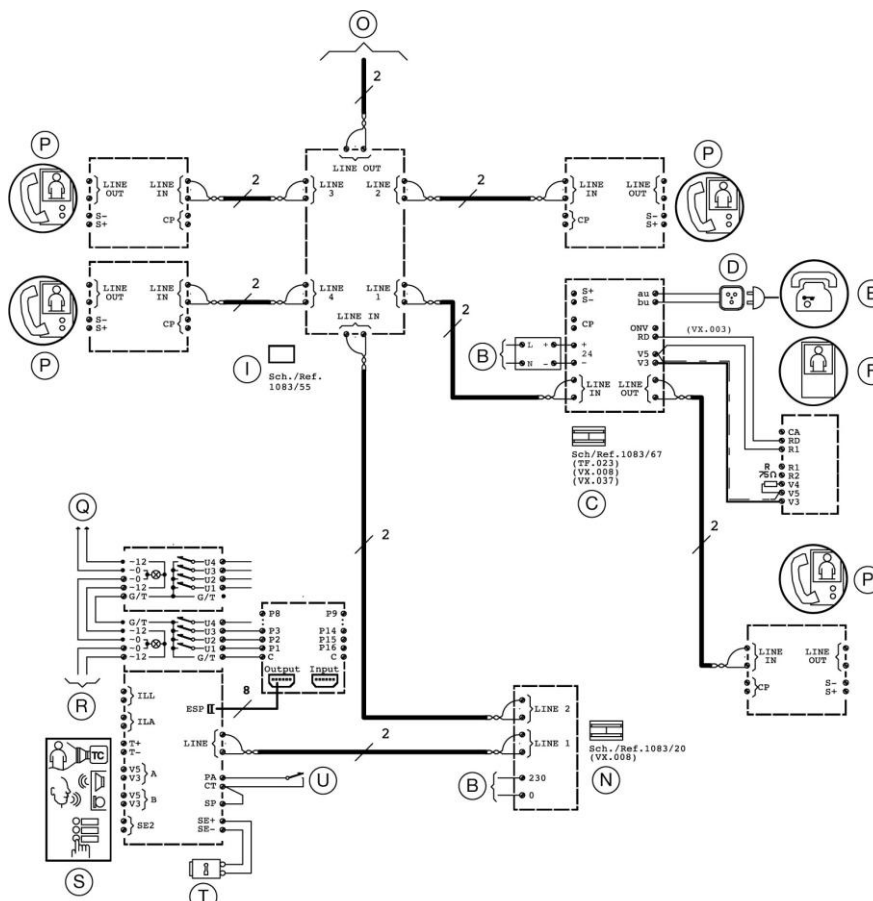 O
2
LINE OUT
P
LINE OUT
LINE IN
S-
S+
CP
2
LINE 3
LINE 2
2
LINE IN
LINE OUT
CP
S-
S+
P
P
LINE OUT
LINE IN
S-
S+
CP
2
LINE 4
LINE 1
LINE IN
2
I
Sch./Ref.
1083/55
B
L +
N -
S+
S-
CP
+
24
-
LINE IN
au
bu
ONV
RD
V5
V3
LINE OUT
(VX.003)
D
E
F
CA
RD
R1
R1
R2
V4
V5
V3
R
75Ω
Sch/Ref.1083/67
(TF.023)
(VX.008)
(VX.037)
C
2
2
P
LINE IN
LINE OUT
CP
S-
S+
Q
~12
~0
~0
~12
G/T
U4
U3
U2
U1
G/T
G/T
~12
~0
~0
~12
U4
U3
U2
U1
G/T
R
P8
P3
P2
P1
C
P9
P14
P15
P16
C
Output
Input
ILL
ILA
T+
T-
V5
V3
A
V5
V3
B
SE2
ESP
8
LINE
2
PA
CT
SP
SE+
SE-
U
TC
S
T
LINE 2
LINE 1
B
230
0
Sch./Ref.1083/20
(VX.008)
N